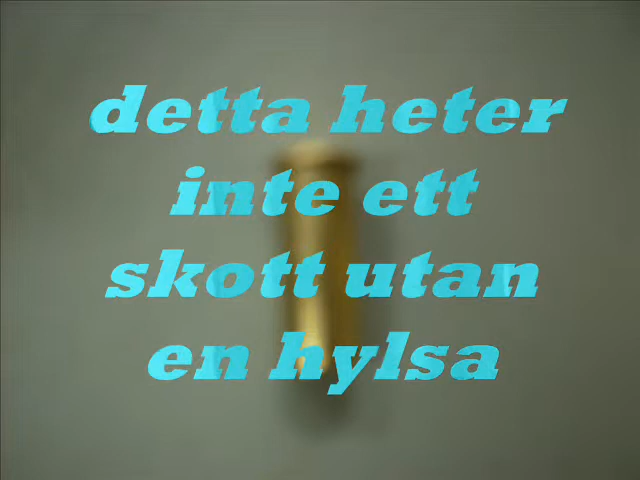 detta heter
inte ett
skott utan
en hylsa